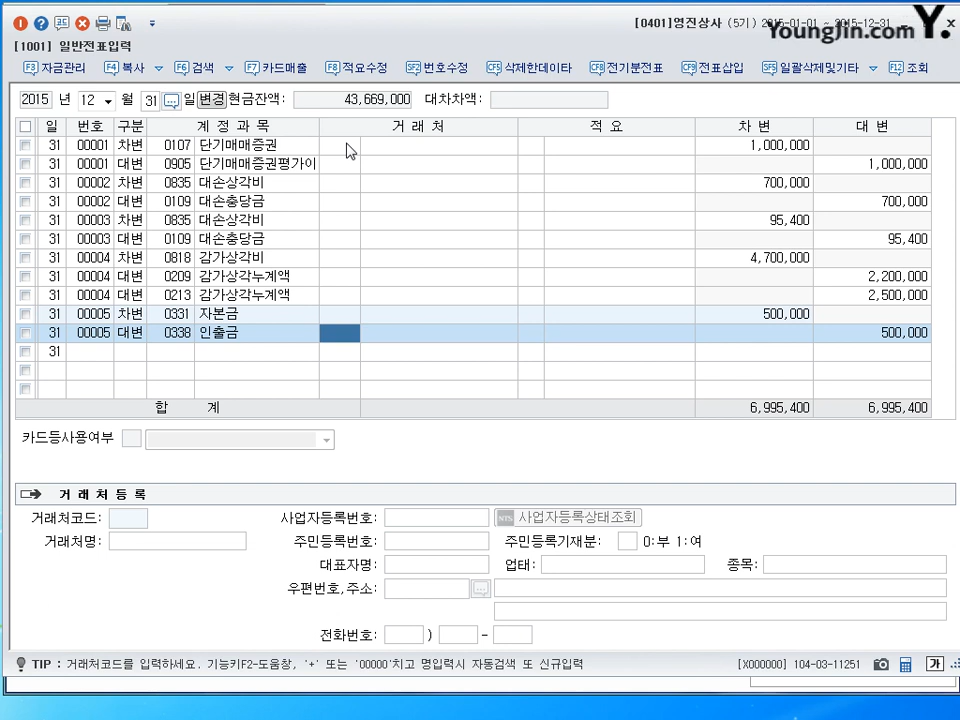 [0401]영진상사 (5기) 2015-01-01 ~ 2015-12-31
YoungJin.com Y.
[1001] 일반전표입력
F3 자금관리 F4 복사 F6 검색 F7 카드매출 F8 적요수정 SF2 번호수정 CF5 삭제한데이타 CF8 전기분전표 CF9 전표삽입 SF5 일괄삭제및기타 F12 조회
2015 년 12 월 31 일 변경 현금잔액: 43,669,000 대차차액:
일 번호 구분 계 정 과 목 거 래 처 적 요 차 변 대 변
31 00001 차변 0107 단기매매증권 1,000,000
31 00001 대변 0905 단기매매증권평가이 1,000,000
31 00002 차변 0835 대손상각비 700,000
31 00002 대변 0109 대손충당금 700,000
31 00003 차변 0835 대손상각비 95,400
31 00003 대변 0109 대손충당금 95,400
31 00004 차변 0818 감가상각비 4,700,000
31 00004 대변 0209 감가상각누계액 2,200,000
31 00004 대변 0213 감가상각누계액 2,500,000
31 00005 차변 0331 자본금 500,000
31 00005 대변 0338 인출금 500,000
31
합 계 6,995,400 6,995,400
카드등사용여부
거 래 처 등 록
거래처코드: 사업자등록번호: NTS 사업자등록상태조회
거래처명: 주민등록번호: 주민등록기재분: 0:부 1:여
대표자명: 업태: 종목:
우편번호,주소:
전화번호: ) -
TIP : 거래처코드를 입력하세요. 기능키F2-도움창, '+' 또는 '00000'치고 명입력시 자동검색 또 신규입력 [X000000] 104-03-11251 가